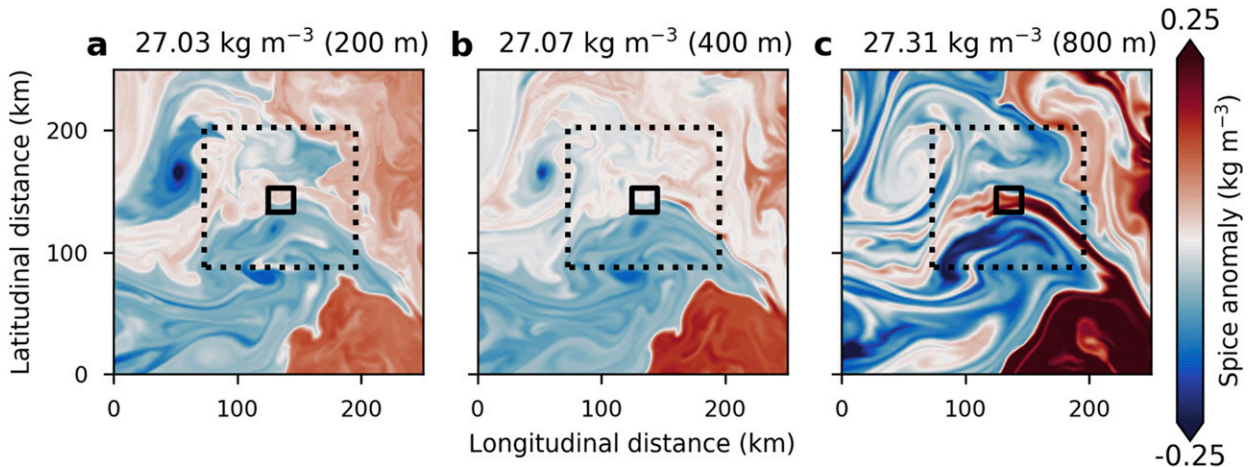 a 27.03 kg m⁻³ (200 m)
b 27.07 kg m⁻³ (400 m)
c 27.31 kg m⁻³ (800 m)
0.25
Latitudinal distance (km)
200
100
0
0 100 200
0 100 200
0 100 200
Longitudinal distance (km)
Spice anomaly (kg m⁻³)
-0.25